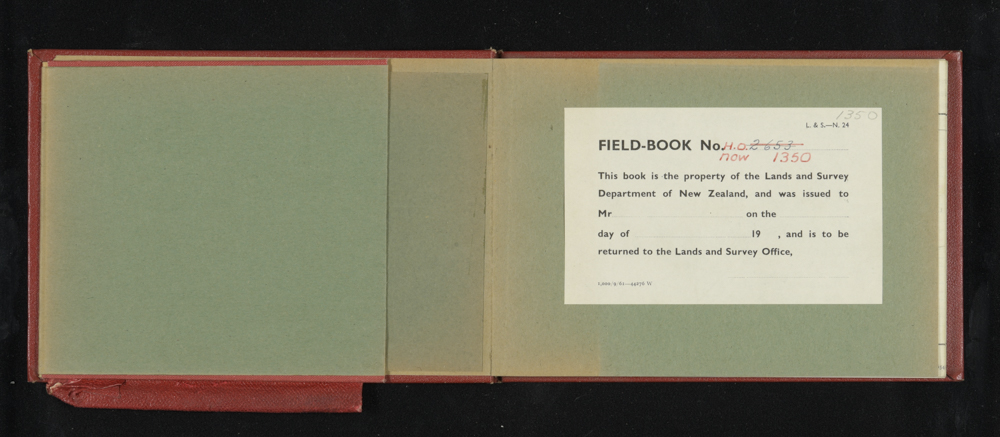 1350
L. & S.—N. 24
FIELD-BOOK No. H.O. 2653
now 1350
This book is the property of the Lands and Survey
Department of New Zealand, and was issued to
Mr on the
day of 19 , and is to be
returned to the Lands and Survey Office,
W